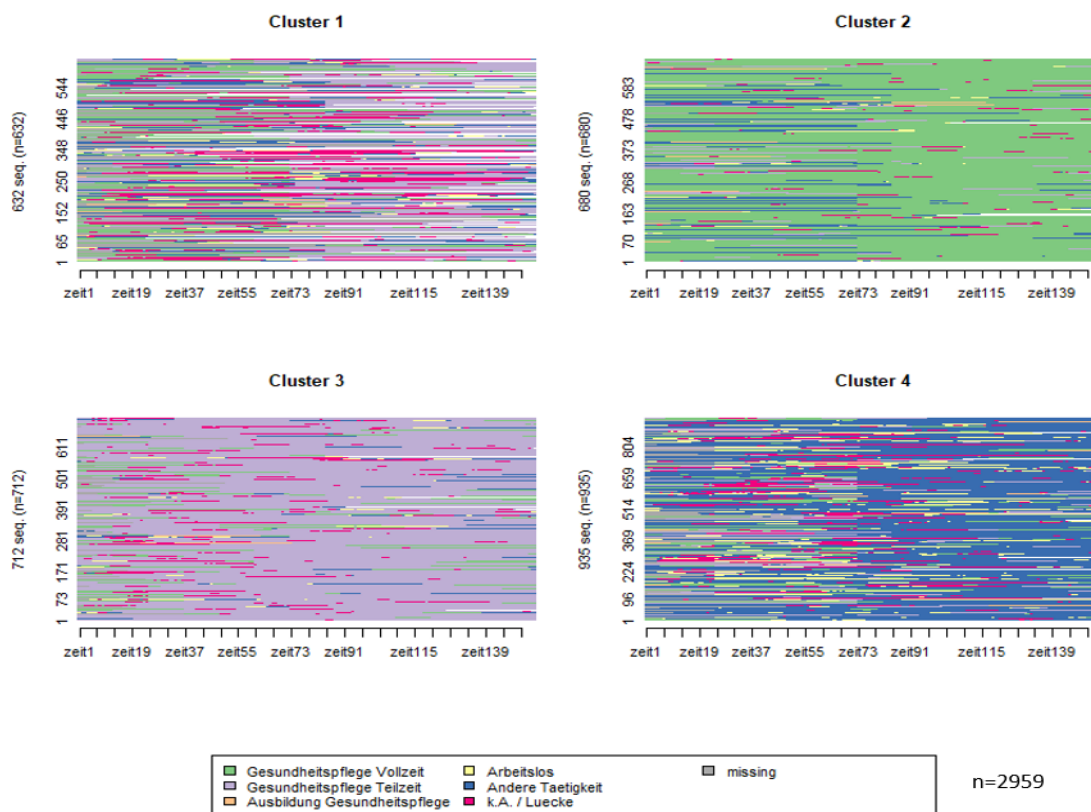 Cluster 1
Cluster 2
632 seq. (n=632)
1 65 152 250 348 446 544
zeit1 zeit19 zeit37 zeit55 zeit73 zeit91 zeit115 zeit139
680 seq. (n=680)
1 70 163 268 373 478 583
zeit1 zeit19 zeit37 zeit55 zeit73 zeit91 zeit115 zeit139
Cluster 3
Cluster 4
712 seq. (n=712)
1 73 171 281 391 501 611
zeit1 zeit19 zeit37 zeit55 zeit73 zeit91 zeit115 zeit139
935 seq. (n=935)
1 96 224 369 514 659 804
zeit1 zeit19 zeit37 zeit55 zeit73 zeit91 zeit115 zeit139
Gesundheitspflege Vollzeit
Gesundheitspflege Teilzeit
Ausbildung Gesundheitspflege
Arbeitslos
Andere Taetigkeit
k.A. / Luecke
missing
n=2959